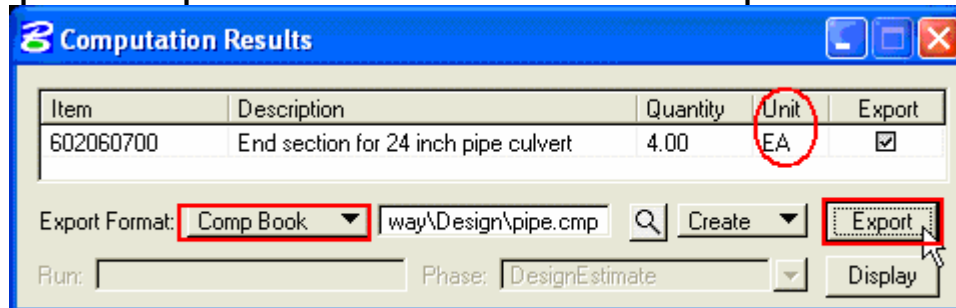 Computation Results
Item Description Quantity Unit Export
602060700 End section for 24 inch pipe culvert 4.00 EA
Export Format: Comp Book way\Design\pipe.cmp Create Export
Run: Phase: DesignEstimate Display